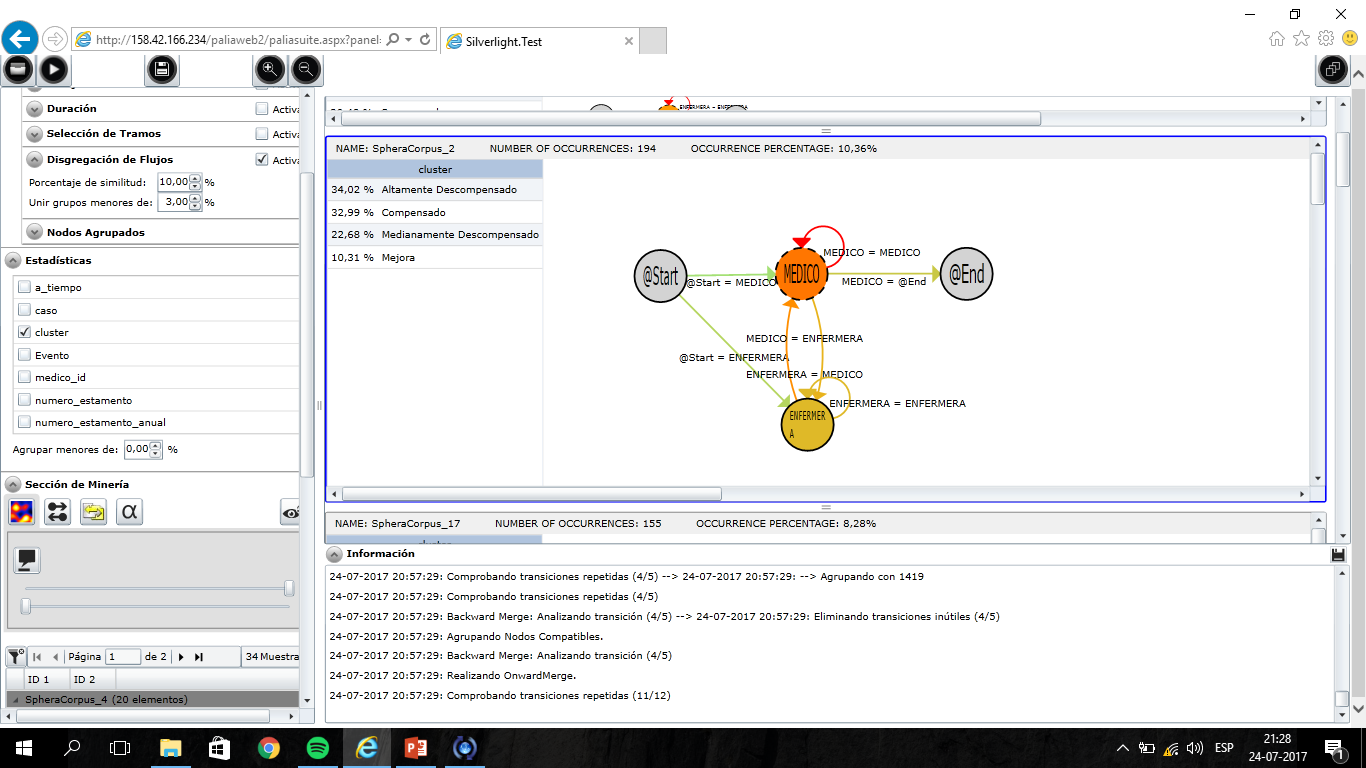 http://158.42.166.234/paliaweb2/paliasuite.aspx?panel:
Silverlight.Test
Duración
Activa
Selección de Tramos
Activa
Disgregación de Flujos
Activa
Porcentaje de similitud: 10,00 %
Unir grupos menores de: 3,00 %
Nodos Agrupados
Estadísticas
a_tiempo
caso
cluster
Evento
medico_id
numero_estamento
numero_estamento_anual
Agrupar menores de: 0,00 %
Sección de Minería
α
Página 1 de 2
34 Muestra
ID 1 ID 2
SpheraCorpus_4 (20 elementos)
ENFERMERA = ENFERMERA
NAME: SpheraCorpus_2 NUMBER OF OCCURRENCES: 194 OCCURRENCE PERCENTAGE: 10,36%
cluster
34,02 % Altamente Descompensado
32,99 % Compensado
22,68 % Medianamente Descompensado
10,31 % Mejora
MEDICO = MEDICO
@Start
MEDICO
@End
@Start = MEDICO
MEDICO = @End
MEDICO = ENFERMERA
@Start = ENFERMERA
ENFERMERA = MEDICO
ENFERMERA = ENFERMERA
ENFERMER
A
NAME: SpheraCorpus_17 NUMBER OF OCCURRENCES: 155 OCCURRENCE PERCENTAGE: 8,28%
Información
24-07-2017 20:57:29: Comprobando transiciones repetidas (4/5) --> 24-07-2017 20:57:29: --> Agrupando con 1419
24-07-2017 20:57:29: Comprobando transiciones repetidas (4/5)
24-07-2017 20:57:29: Backward Merge: Analizando transición (4/5) --> 24-07-2017 20:57:29: Eliminando transiciones inútiles (4/5)
24-07-2017 20:57:29: Agrupando Nodos Compatibles.
24-07-2017 20:57:29: Backward Merge: Analizando transición (4/5)
24-07-2017 20:57:29: Realizando OnwardMerge.
24-07-2017 20:57:29: Comprobando transiciones repetidas (11/12)
ESP
21:28
24-07-2017
1